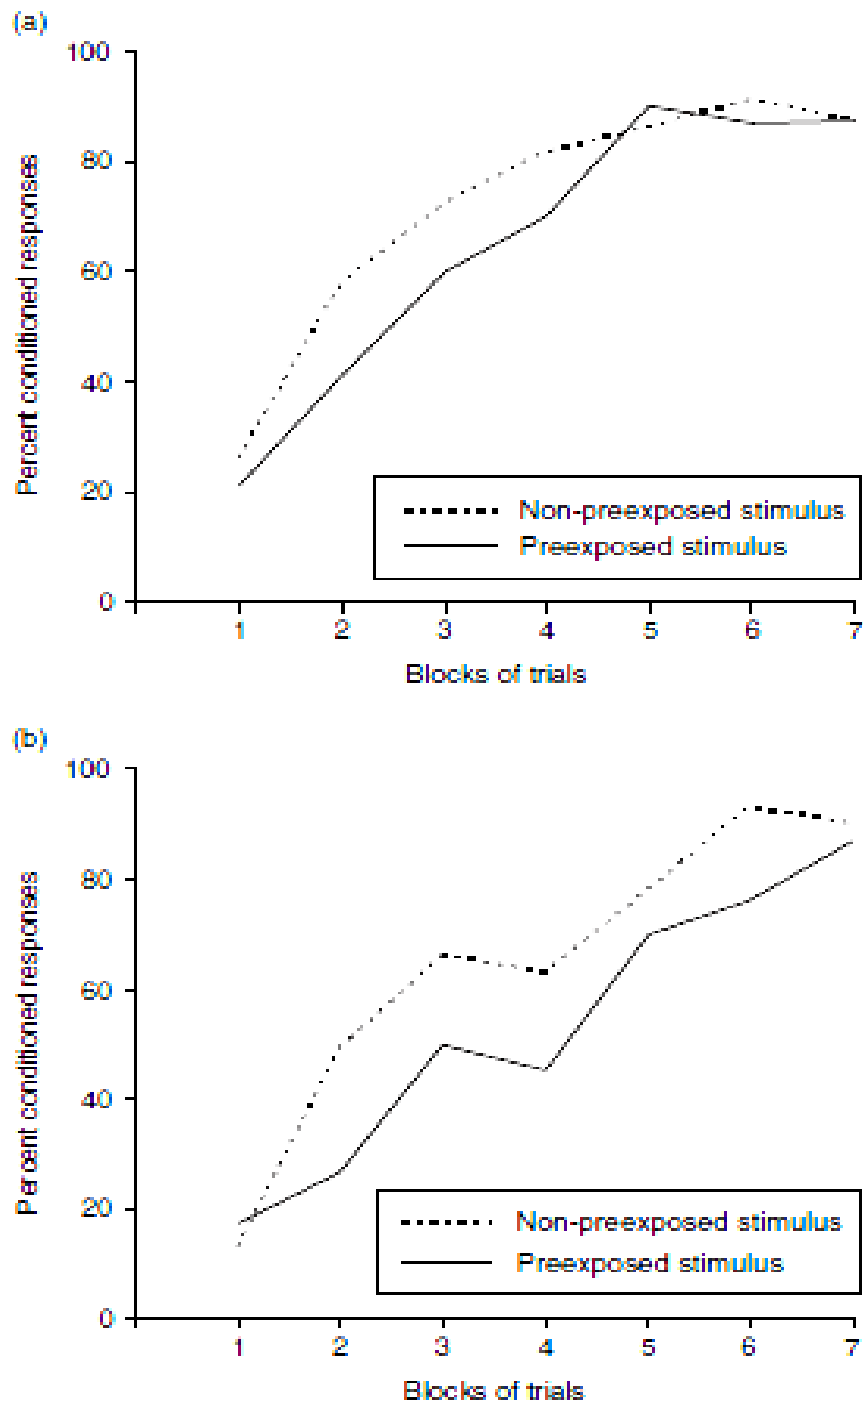 (a)
100
80
60
40
20
0
Percent conditioned responses
Non-preexposed stimulus
Preexposed stimulus
1 2 3 4 5 6 7
Blocks of trials
(b)
100
80
60
40
20
0
Percent conditioned responses
Non-preexposed stimulus
Preexposed stimulus
1 2 3 4 5 6 7
Blocks of trials